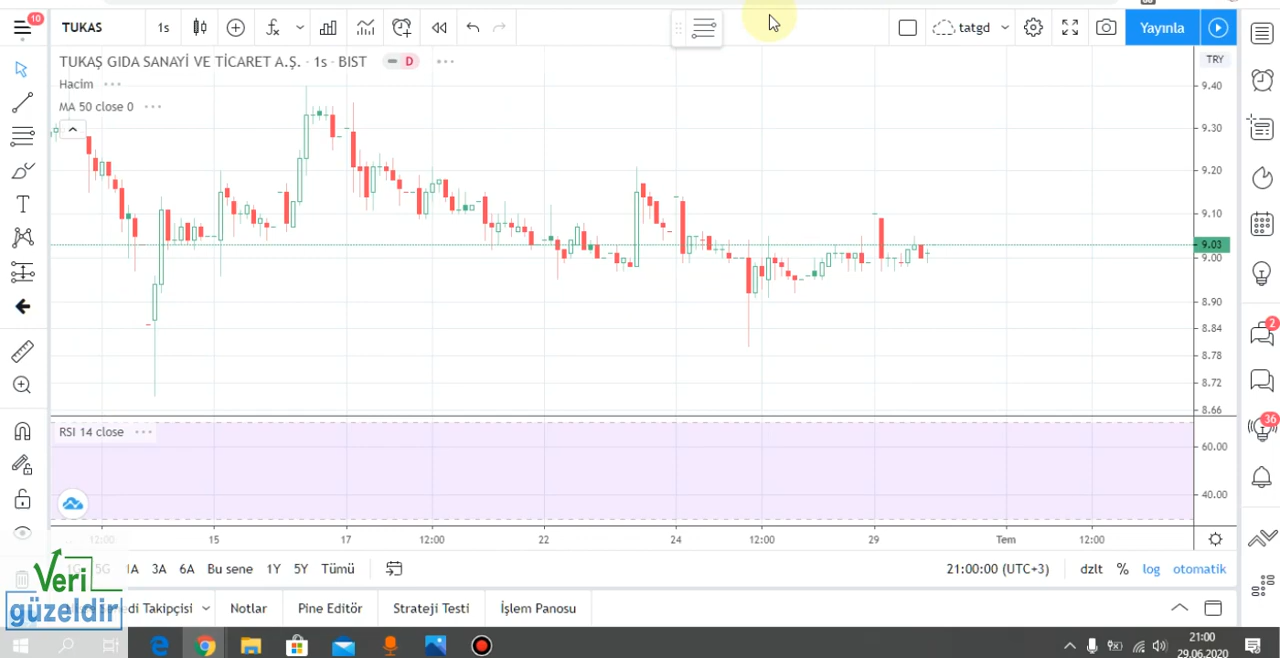 10
TUKAS
1s
tatgd
Yayınla
TUKAŞ GIDA SANAYİ VE TİCARET A.Ş. · 1s · BIST
D
TRY
Hacim
MA 50 close 0
9.40
9.30
9.20
9.10
9.03
9.00
8.90
8.84
8.78
8.72
8.66
2
36
RSI 14 close
60.00
40.00
12:00
15
17
12:00
22
24
12:00
29
Tem
12:00
5G
1A
3A
6A
Bu sene
1Y
5Y
Tümü
21:00:00 (UTC+3)
dzlt
%
log
otomatik
Veri
güzeldir
Takipçisi
Notlar
Pine Editör
Strateji Testi
İşlem Panosu
21:00
29.06.2020